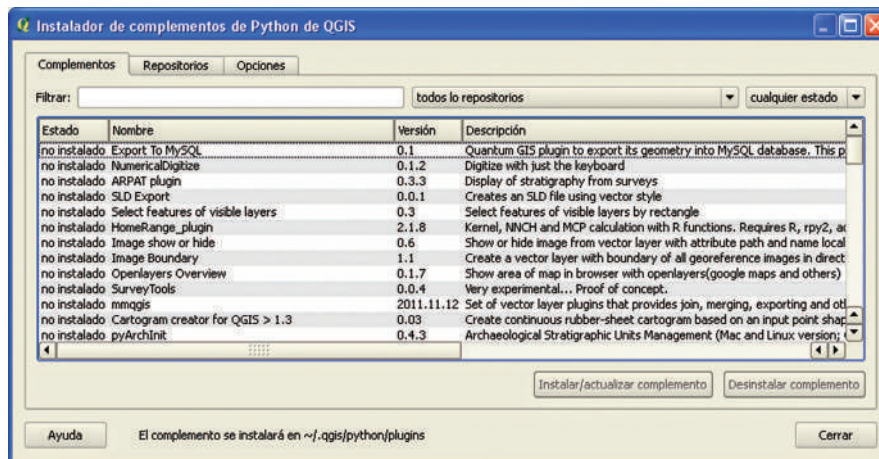 Instalador de complementos de Python de QGIS
Complementos Repositorios Opciones
Filtrar: todos lo repositorios cualquier estado
Estado Nombre Versión Descripción
no instalado Export To MySQL 0.1 Quantum GIS plugin to export its geometry into MySQL database. This p
no instalado NumericalDigitize 0.1.2 Digitize with just the keyboard
no instalado ARPAT plugin 0.3.3 Display of stratigraphy from surveys
no instalado SLD Export 0.0.1 Creates an SLD file using vector style
no instalado Select features of visible layers 0.3 Select features of visible layers by rectangle
no instalado HomeRange_plugin 2.1.8 Kernel, NNCH and MCP calculation with R functions. Requires R, rpy2, ad
no instalado Image show or hide 0.6 Show or hide image from vector layer with attribute path and name local
no instalado Image Boundary 1.1 Create a vector layer with boundary of all georeference images in direct
no instalado Openlayers Overview 0.1.7 Show area of map in browser with openlayers(google maps and others)
no instalado SurveyTools 0.0.4 Very experimental... Proof of concept.
no instalado mmqgis 2011.11.12 Set of vector layer plugins that provides join, merging, exporting and otl
no instalado Cartogram creator for QGIS > 1.3 0.03 Create continuous rubber-sheet cartogram based on an input point shap
no instalado pyArchInit 0.4.3 Archaeological Stratigraphic Units Management (Mac and Linux version;
Instalar/actualizar complemento Desinstalar complemento
Ayuda El complemento se instalará en ~/.qgis/python/plugins Cerrar